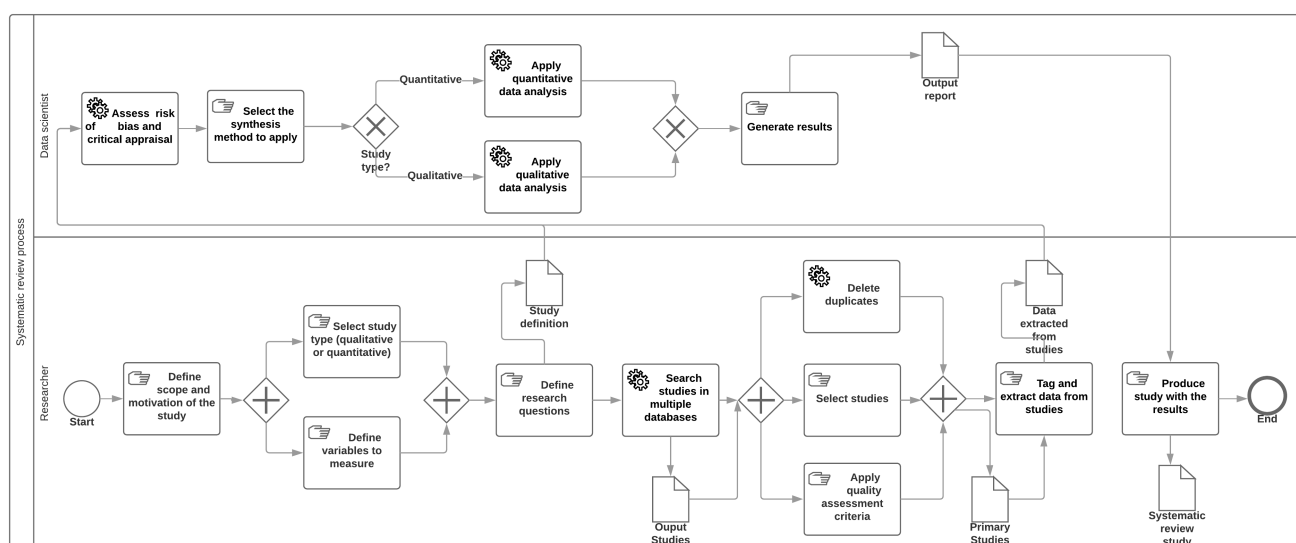 Systematic review process
Data scientist
Assess risk
of bias and
critical appraisal
Select the
synthesis
method to apply
Study
type?
Quantitative
Qualitative
Apply
quantitative
data analysis
Apply
qualitative
data analysis
Generate results
Output
report
Researcher
Start
Define
scope and
motivation of the
study
Select study
type (qualitative
or quantitative)
Define
variables to
measure
Study
definition
Define
research
questions
Search
studies in
multiple
databases
Ouput
Studies
Delete
duplicates
Select studies
Apply
quality
assessment
criteria
Primary
Studies
Data
extracted
from
studies
Tag and
extract data from
studies
Produce
study with the
results
End
Systematic
review
study